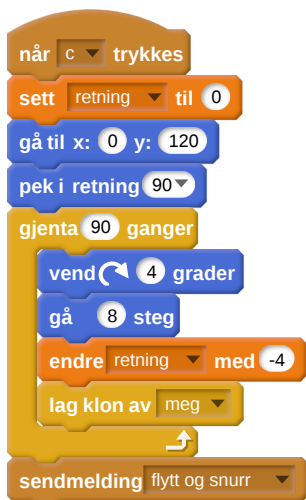 når c trykkes
sett retning til 0
gå til x: 0 y: 120
pek i retning 90
gjenta 90 ganger
vend 4 grader
gå 8 steg
endre retning med -4
lag klon av meg
sendmelding flytt og snurr